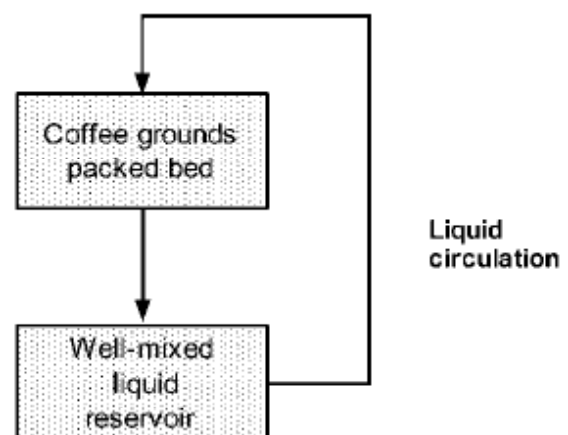 Coffee grounds
packed bed
Liquid
circulation
Well-mixed
liquid
reservoir